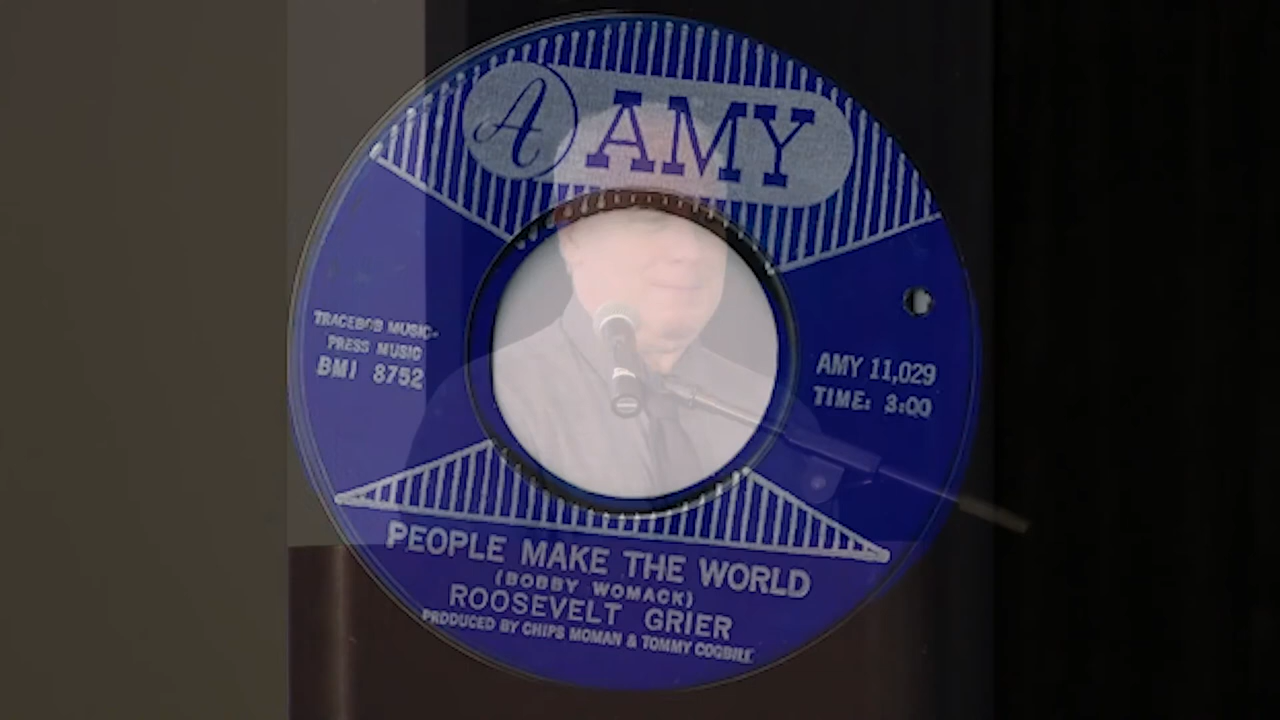 A AMY
TRACEBOB MUSIC-
PRESS MUSIC
BMI 8752
AMY 11,029
TIME: 3:00
PEOPLE MAKE THE WORLD
(BOBBY WOMACK)
ROOSEVELT GRIER
PRODUCED BY CHIPS MOMAN & TOMMY COGBILL